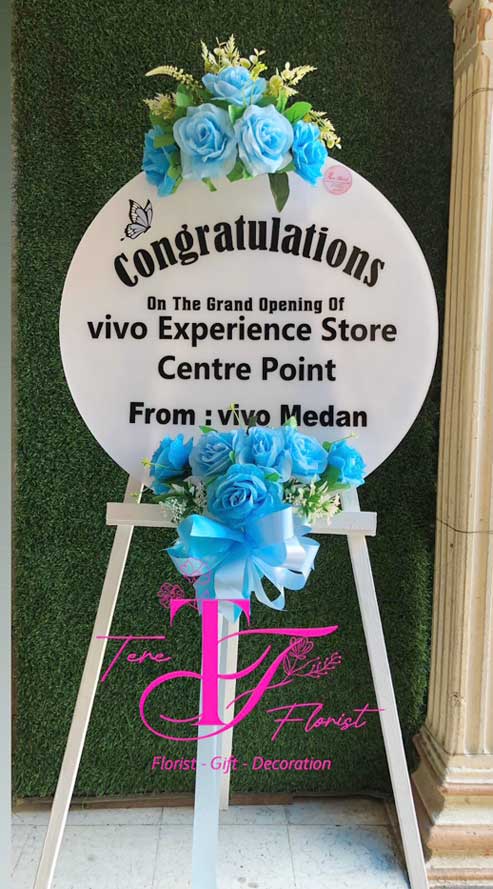 Congratulations
On The Grand Opening Of
vivo Experience Store
Centre Point
From : vivo Medan
Tere
TF
Florist
Florist - Gift - Decoration